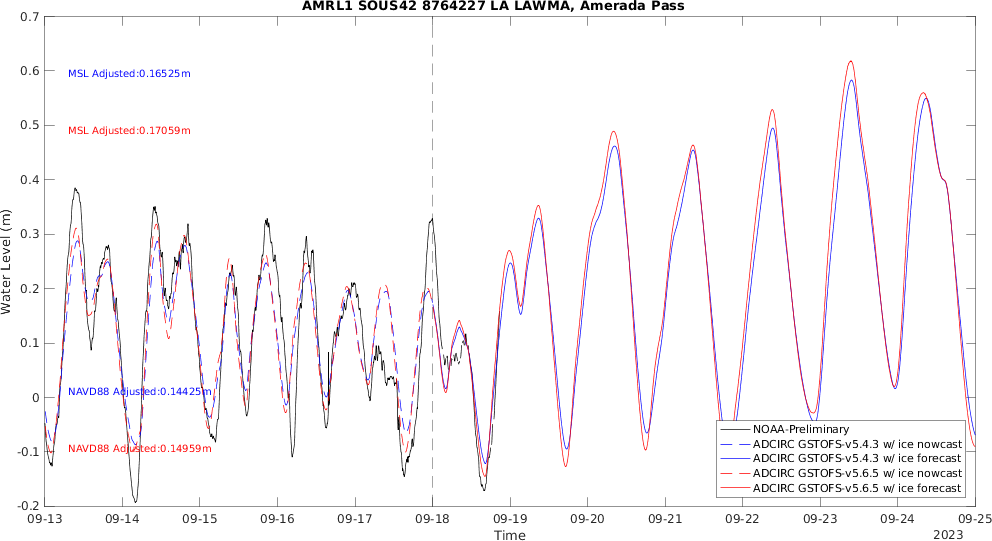 AMRL1 SOUS42 8764227 LA LAWMA, Amerada Pass
0.7
0.6
0.5
0.4
0.3
0.2
0.1
0
-0.1
-0.2
Water Level (m)
MSL Adjusted:0.16525m
MSL Adjusted:0.17059m
NAVD88 Adjusted:0.14425m
NAVD88 Adjusted:0.14959m
NOAA-Preliminary
ADCIRC GSTOFS-v5.4.3 w/ ice nowcast
ADCIRC GSTOFS-v5.4.3 w/ ice forecast
ADCIRC GSTOFS-v5.6.5 w/ ice nowcast
ADCIRC GSTOFS-v5.6.5 w/ ice forecast
09-13 09-14 09-15 09-16 09-17 09-18 09-19 09-20 09-21 09-22 09-23 09-24 09-25
Time
2023